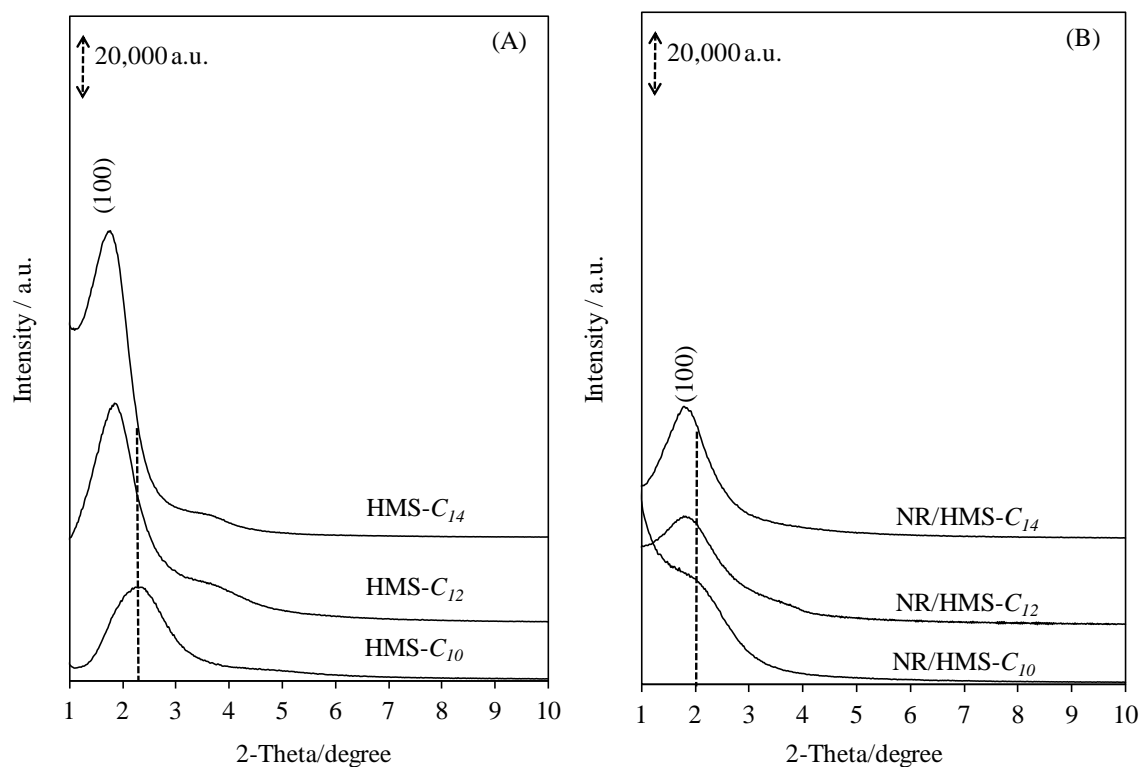 (A)
20,000 a.u.
(100)
Intensity / a.u.
HMS-C14
HMS-C12
HMS-C10
1 2 3 4 5 6 7 8 9 10
2-Theta/degree
(B)
20,000 a.u.
(100)
Intensity / a.u.
NR/HMS-C14
NR/HMS-C12
NR/HMS-C10
1 2 3 4 5 6 7 8 9 10
2-Theta/degree